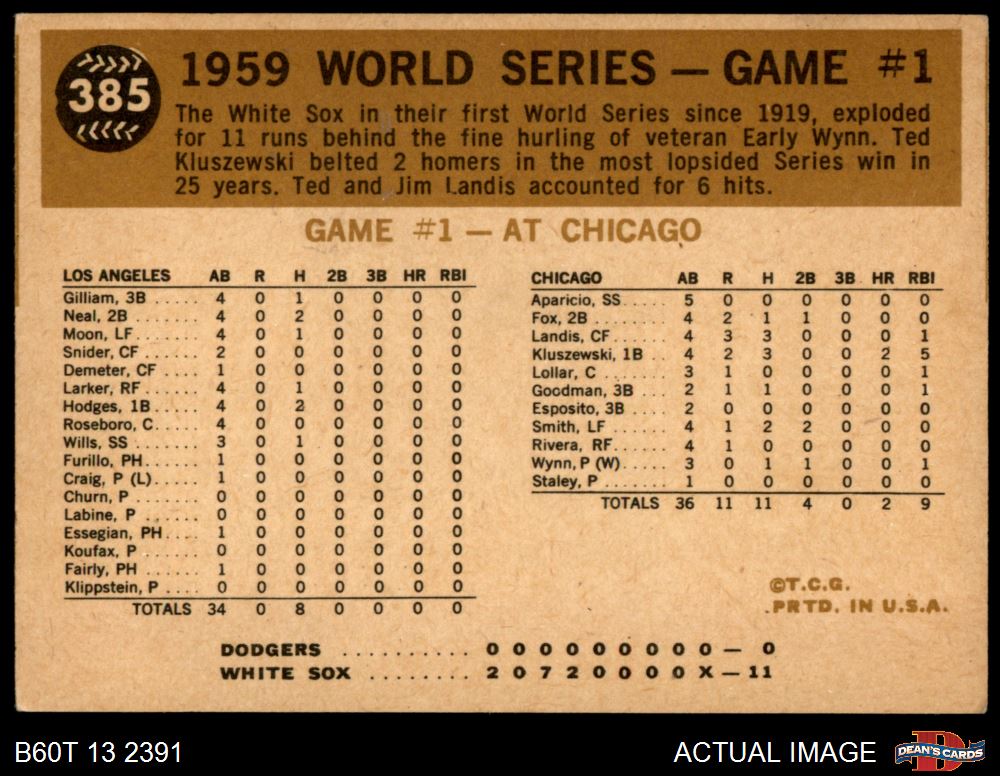 385
1959 WORLD SERIES — GAME #1
The White Sox in their first World Series since 1919, exploded
for 11 runs behind the fine hurling of veteran Early Wynn. Ted
Kluszewski belted 2 homers in the most lopsided Series win in
25 years. Ted and Jim Landis accounted for 6 hits.
GAME #1 — AT CHICAGO
LOS ANGELES AB R H 2B 3B HR RBI
Gilliam, 3B ..... 4 0 1 0 0 0 0
Neal, 2B ....... 4 0 2 0 0 0 0
Moon, LF ....... 4 0 1 0 0 0 0
Snider, CF ...... 2 0 0 0 0 0 0
Demeter, CF .... 1 0 0 0 0 0 0
Larker, RF ...... 4 0 1 0 0 0 0
Hodges, 1B ..... 4 0 2 0 0 0 0
Roseboro, C..... 4 0 0 0 0 0 0
Wills, SS ....... 3 0 1 0 0 0 0
Furillo, PH...... 1 0 0 0 0 0 0
Craig, P (L)..... 1 0 0 0 0 0 0
Churn, P ....... 0 0 0 0 0 0 0
Labine, P ...... 0 0 0 0 0 0 0
Essegian, PH.... 1 0 0 0 0 0 0
Koufax, P ...... 0 0 0 0 0 0 0
Fairly, PH ...... 1 0 0 0 0 0 0
Klippstein, P .... 0 0 0 0 0 0 0
TOTALS 34 0 8 0 0 0 0
CHICAGO AB R H 2B 3B HR RBI
Aparicio, SS..... 5 0 0 0 0 0 0
Fox, 2B ........ 4 2 1 1 0 0 0
Landis, CF ...... 4 3 3 0 0 0 1
Kluszewski, 1B .. 4 2 3 0 0 2 5
Lollar, C ....... 3 1 0 0 0 0 1
Goodman, 3B ... 2 1 1 0 0 0 1
Esposito, 3B .... 2 0 0 0 0 0 0
Smith, LF ....... 4 1 2 2 0 0 0
Rivera, RF...... 4 1 0 0 0 0 0
Wynn, P (W)..... 3 0 1 1 0 0 1
Staley, P ....... 1 0 0 0 0 0 0
TOTALS 36 11 11 4 0 2 9
©T.C.G.
PRTD. IN U.S.A.
DODGERS .......... 0 0 0 0 0 0 0 0 0 — 0
WHITE SOX ........ 2 0 7 2 0 0 0 0 X — 11
B60T 13 2391
ACTUAL IMAGE
D
DEAN'S CARDS